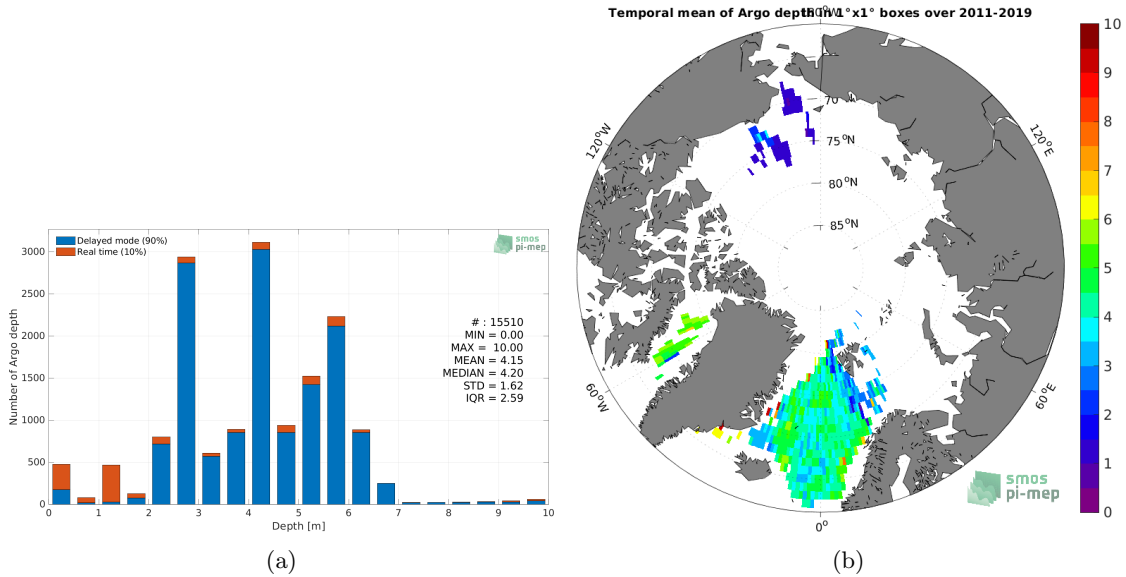 Delayed mode (90%)
Real time (10%)
smos
pi-mep
Number of Argo depth
3000
2500
2000
1500
1000
500
0
# : 15510
MIN = 0.00
MAX = 10.00
MEAN = 4.15
MEDIAN = 4.20
STD = 1.62
IQR = 2.59
0 1 2 3 4 5 6 7 8 9 10
Depth [m]
(a)
Temporal mean of Argo depth in 1°x1° boxes over 2011-2019
120°W
120°E
75°N
80°N
85°N
60°W
60°E
0°
smos
pi-mep
10
9
8
7
6
5
4
3
2
1
0
(b)